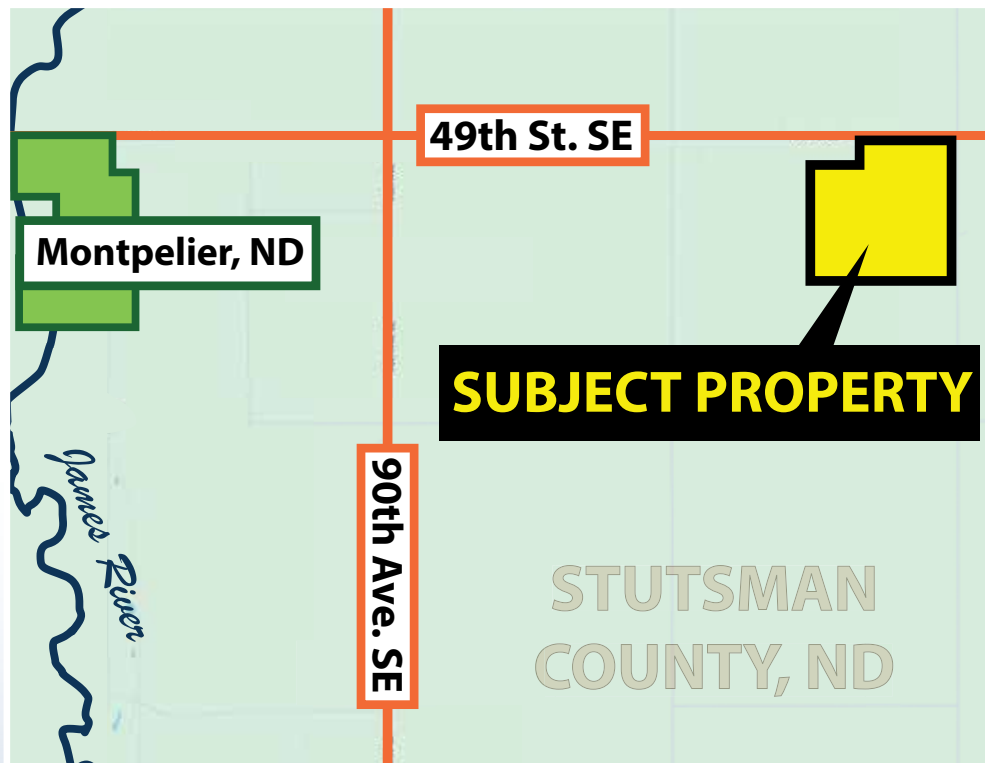 49th St. SE
Montpelier, ND
SUBJECT PROPERTY
90th Ave. SE
James River
STUTSMAN
COUNTY, ND